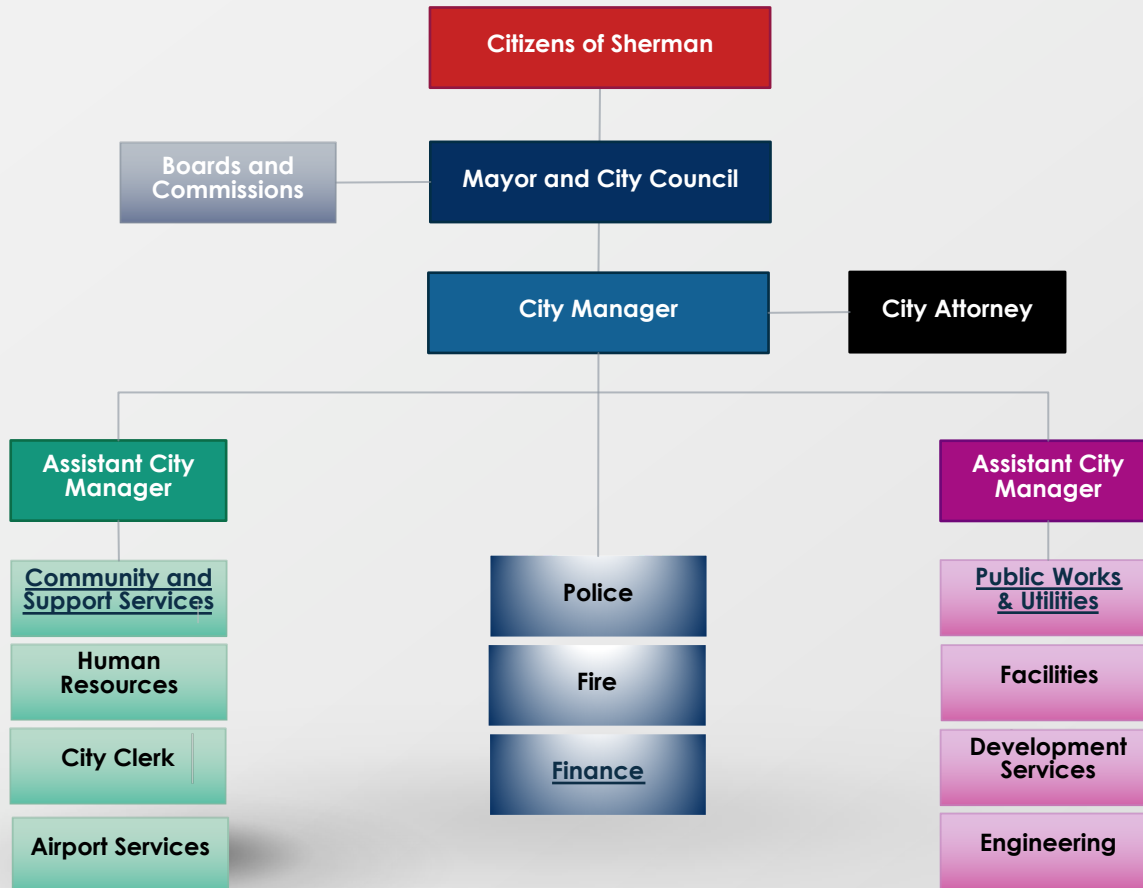 Citizens of Sherman
Boards and
Commissions
Mayor and City Council
City Manager
City Attorney
Assistant City
Manager
Community and
Support Services
Human
Resources
City Clerk
Airport Services
Police
Fire
Finance
Assistant City
Manager
Public Works
& Utilities
Facilities
Development
Services
Engineering